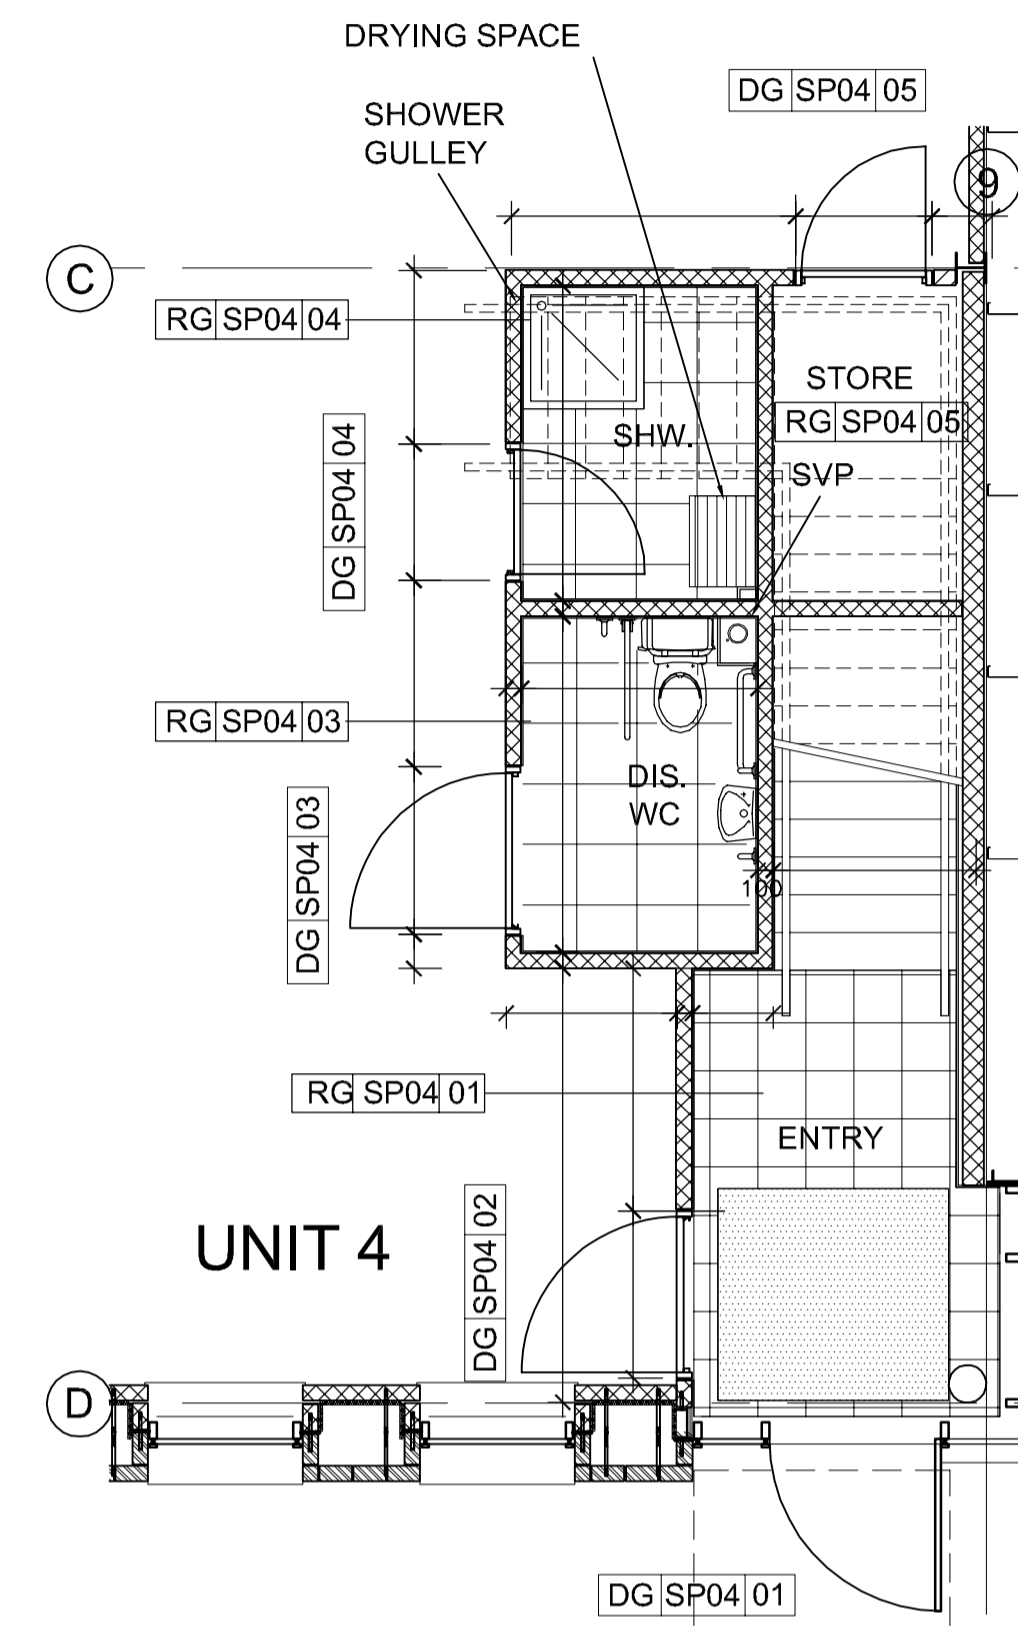 DRYING SPACE
DG SP04 05
SHOWER
GULLEY
9
C
RG SP04 04
STORE
RG SP04 05
SHW.
DG SP04 04
SVP
RG SP04 03
DIS.
WC
DG SP04 03
100
RG SP04 01
ENTRY
DG SP04 02
UNIT 4
D
DG SP04 01